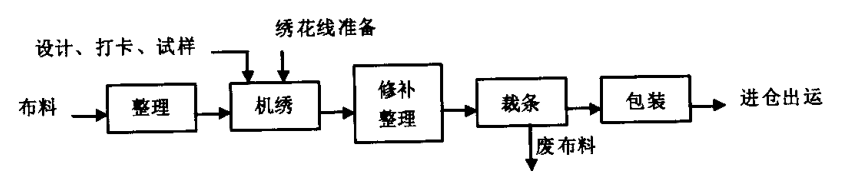 绣花线准备
设计、打卡、试样
布料
整理
机绣
修补
整理
裁条
包装
进仓出运
废布料